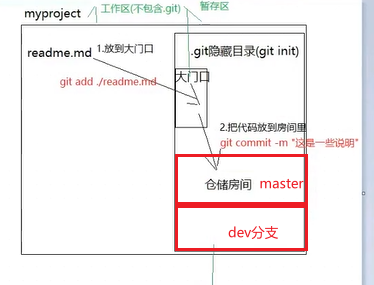 myproject
工作区(不包含.git)
暂存区
readme.md
1.放到大门口
.git隐藏目录(git init)
git add ./readme.md
大门口
2.把代码放到房间里
git commit -m "这是一些说明"
仓储房间 master
dev分支